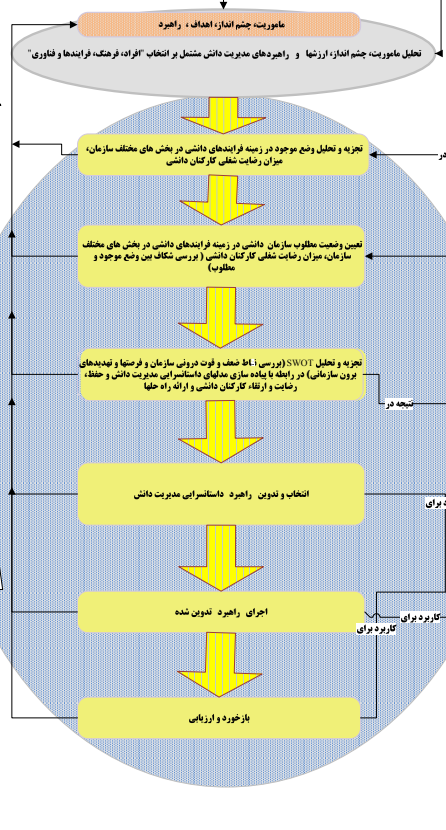 ماموریت، چشم انداز، اهداف ، راهبرد
تحلیل ماموریت، چشم انداز، ارزشها و راهبردهای مدیریت دانش مشتمل بر انتخاب "افراد، فرهنگ، فرایندها و فناوری"
تجزیه و تحلیل وضع موجود در زمینه فرایندهای دانشی در بخش های مختلف سازمان،
میزان رضایت شغلی کارکنان دانشی
در
تعیین وضعیت مطلوب سازمان دانشی در زمینه فرایندهای دانشی در بخش های مختلف
سازمان، میزان رضایت شغلی کارکنان دانشی ( بررسی شکاف بین وضع موجود و
مطلوب)
تجزیه و تحلیل SWOT (بررسی نقاط ضعف و قوت درونی سازمان و فرصتها و تهدیدهای
برون سازمانی) در رابطه با پیاده سازی مدلهای داستانسرایی مدیریت دانش و حفظ،
رضایت و ارتقاء کارکنان دانشی و ارائه راه حلها
نتیجه در
انتخاب و تدوین راهبرد داستانسرایی مدیریت دانش
د برای
اجرای راهبرد تدوین شده
کاربرد برای
کاربرد برای
بازخورد و ارزیابی